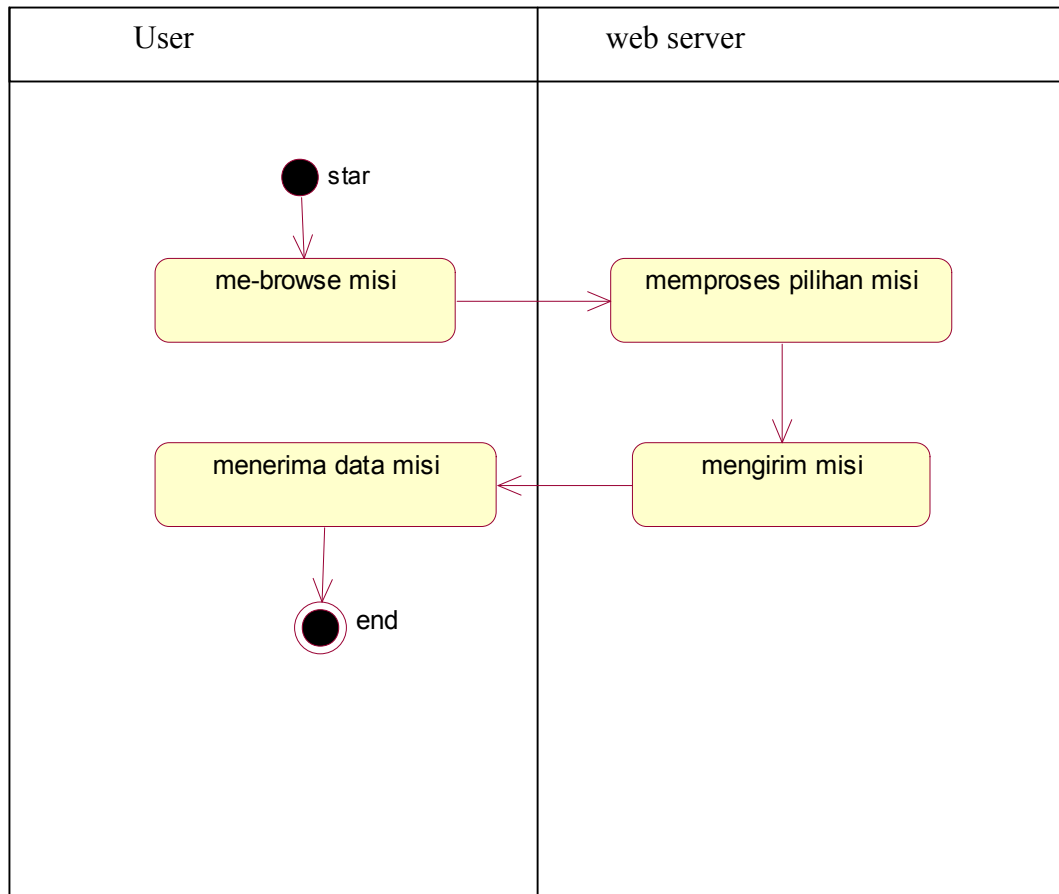 User
web server
star
me-browse misi
memproses pilihan misi
menerima data misi
mengirim misi
end